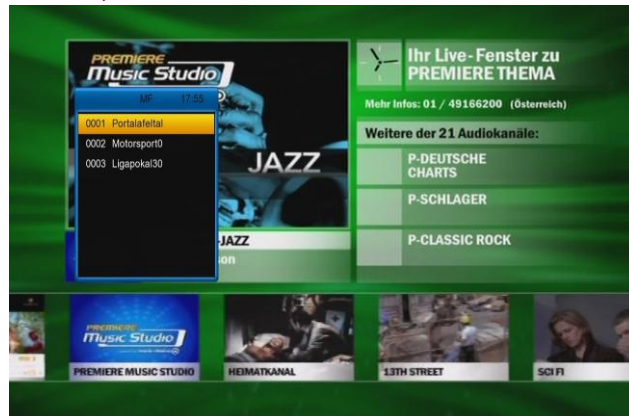 PREMIERE
Music Studio
MF 17:55
0001 Portalafeltal
0002 Motorsport0
0003 Ligapokal30
JAZZ
-JAZZ
son
Ihr Live-Fenster zu
PREMIERE THEMA
Mehr Infos: 01 / 49166200 (Österreich)
Weitere der 21 Audiokanäle:
P-DEUTSCHE
CHARTS
P-SCHLAGER
P-CLASSIC ROCK
PREMIERE
Music Studio
PREMIERE MUSIC STUDIO
HEIMATKANAL
13TH STREET
SCI FI